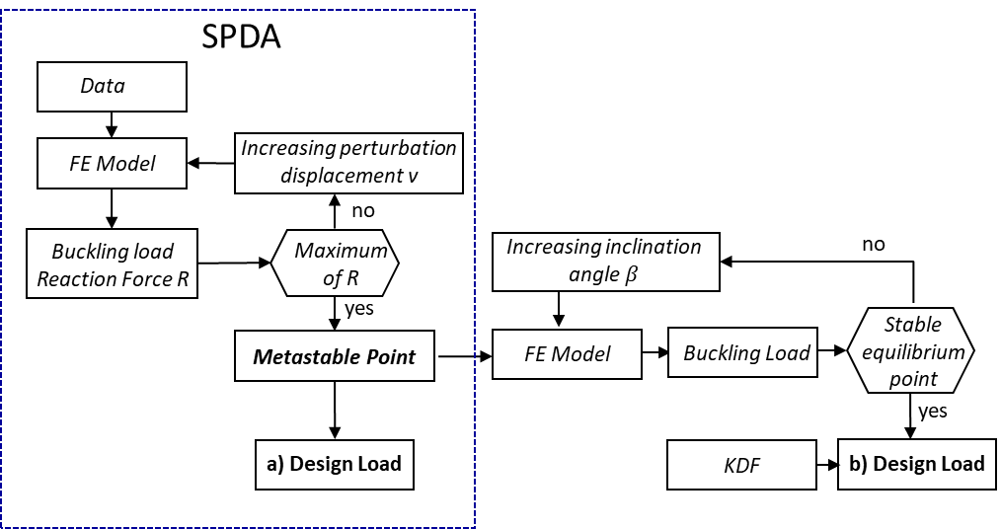 SPDA
Data
FE Model
Increasing perturbation
displacement v
no
Buckling load
Reaction Force R
Maximum
of R
yes
Metastable Point
a) Design Load
Increasing inclination
angle β
no
FE Model
Buckling Load
Stable
equilibrium
point
yes
KDF
b) Design Load